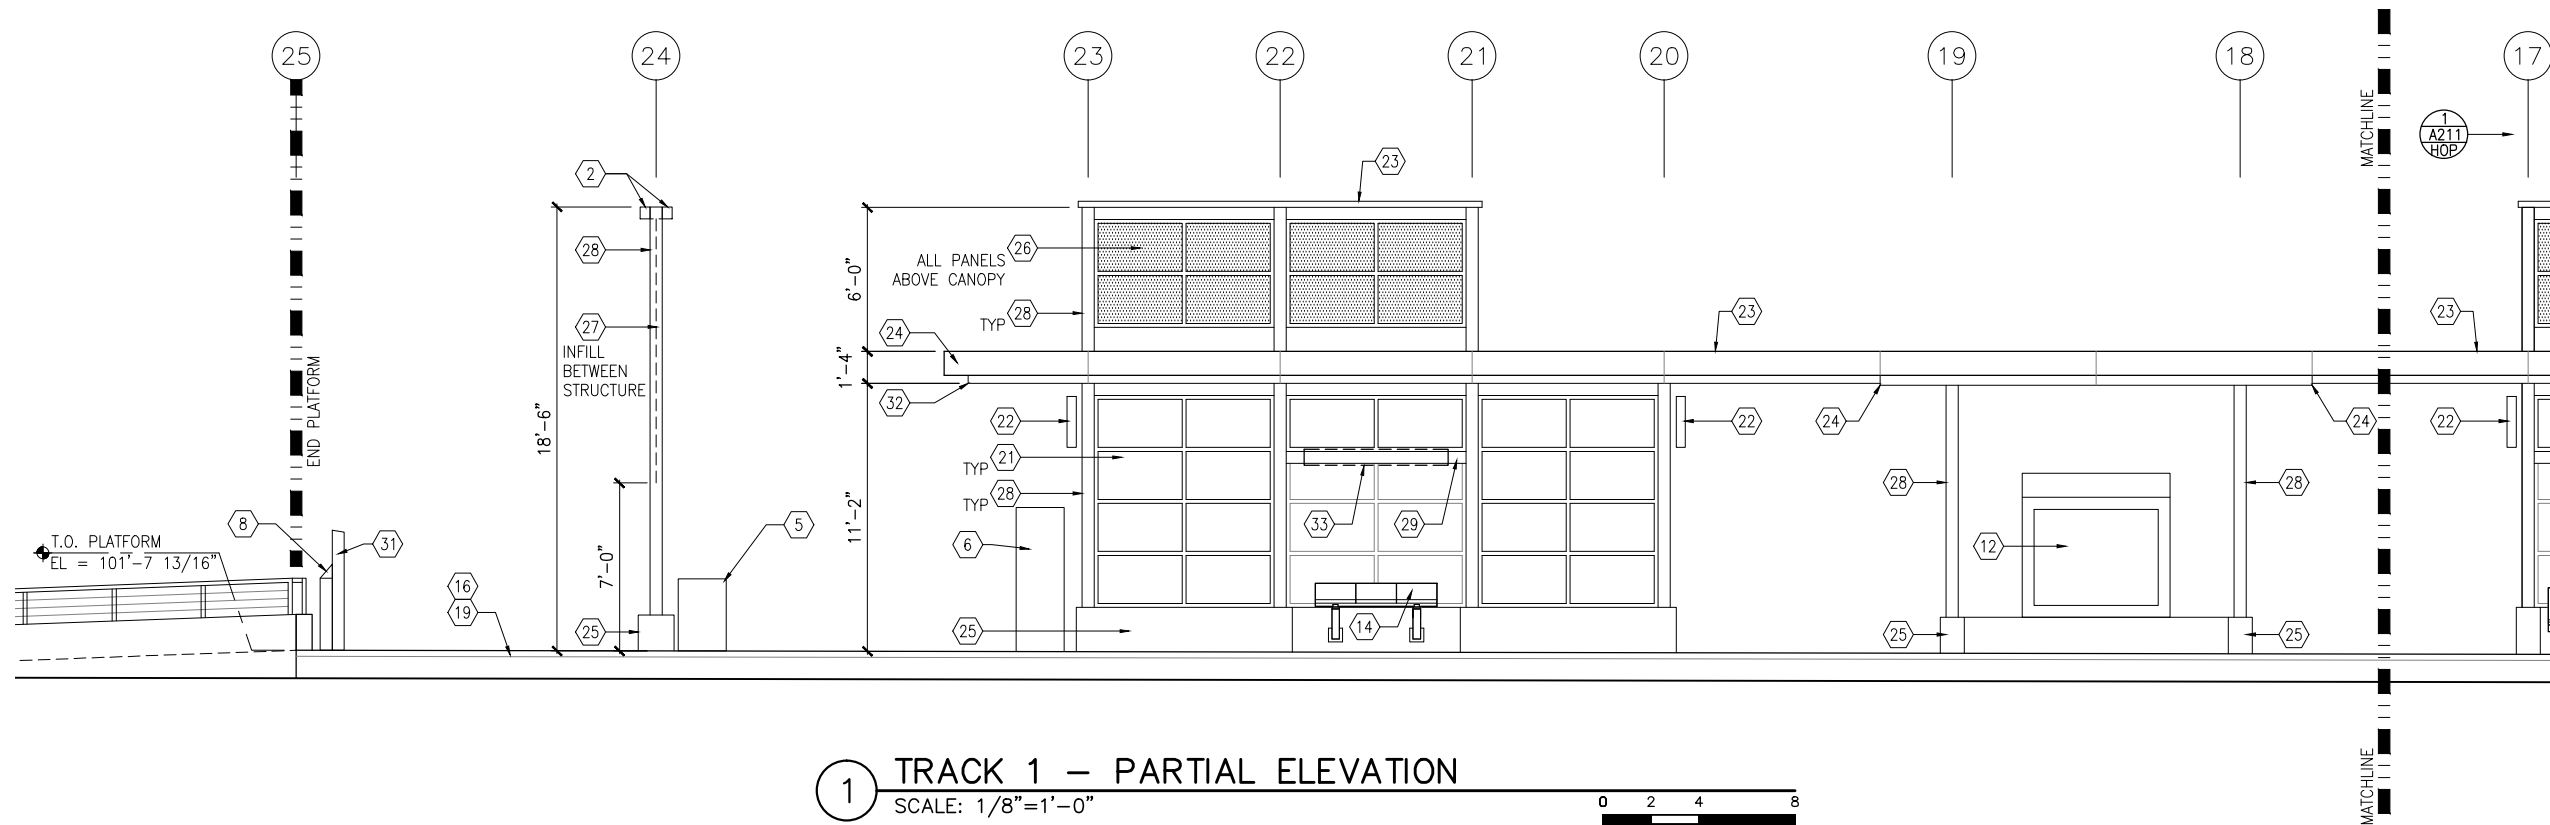 25
24
23
22
21
20
19
18
17
MATCHLINE
1
A211
HOP
2
23
28
26
ALL PANELS
ABOVE CANOPY
6'-0"
28
TYP
27
INFILL
BETWEEN
STRUCTURE
24
23
23
1'-4"
32
END PLATFORM
18'-6"
22
22
24
24
22
TYP 21
TYP 28
28
28
11'-2"
8
31
5
33
29
6
12
T.O. PLATFORM
EL = 101'-7 13/16"
7'-0"
16
19
25
25
14
25
25
MATCHLINE
1
TRACK 1 - PARTIAL ELEVATION
SCALE: 1/8"=1'-0"
0 2 4 8